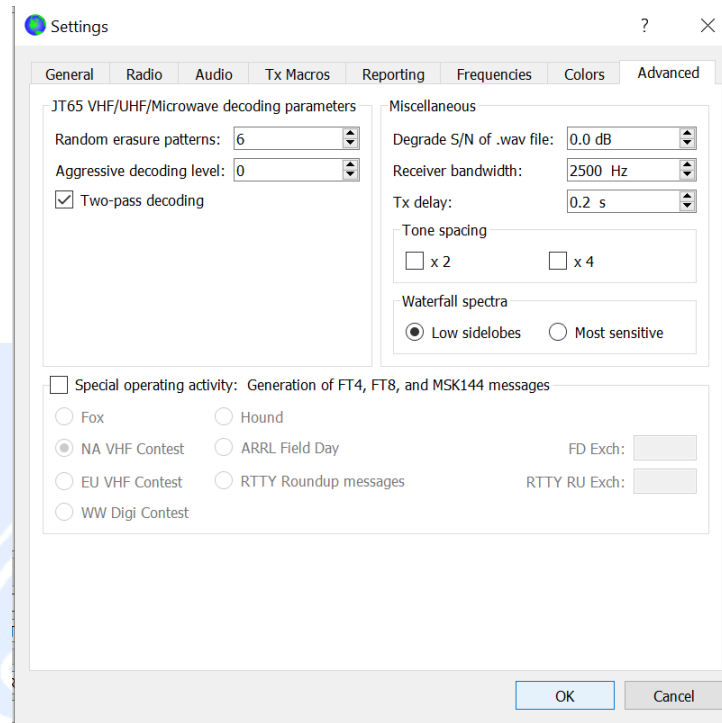 Settings
?
General Radio Audio Tx Macros Reporting Frequencies Colors Advanced
JT65 VHF/UHF/Microwave decoding parameters
Random erasure patterns: 6
Aggressive decoding level: 0
Two-pass decoding
Miscellaneous
Degrade S/N of .wav file: 0.0 dB
Receiver bandwidth: 2500 Hz
Tx delay: 0.2 s
Tone spacing
x 2 x 4
Waterfall spectra
Low sidelobes Most sensitive
Special operating activity: Generation of FT4, FT8, and MSK144 messages
Fox Hound
NA VHF Contest ARRL Field Day FD Exch:
EU VHF Contest RTTY Roundup messages RTTY RU Exch:
WW Digi Contest
OK Cancel